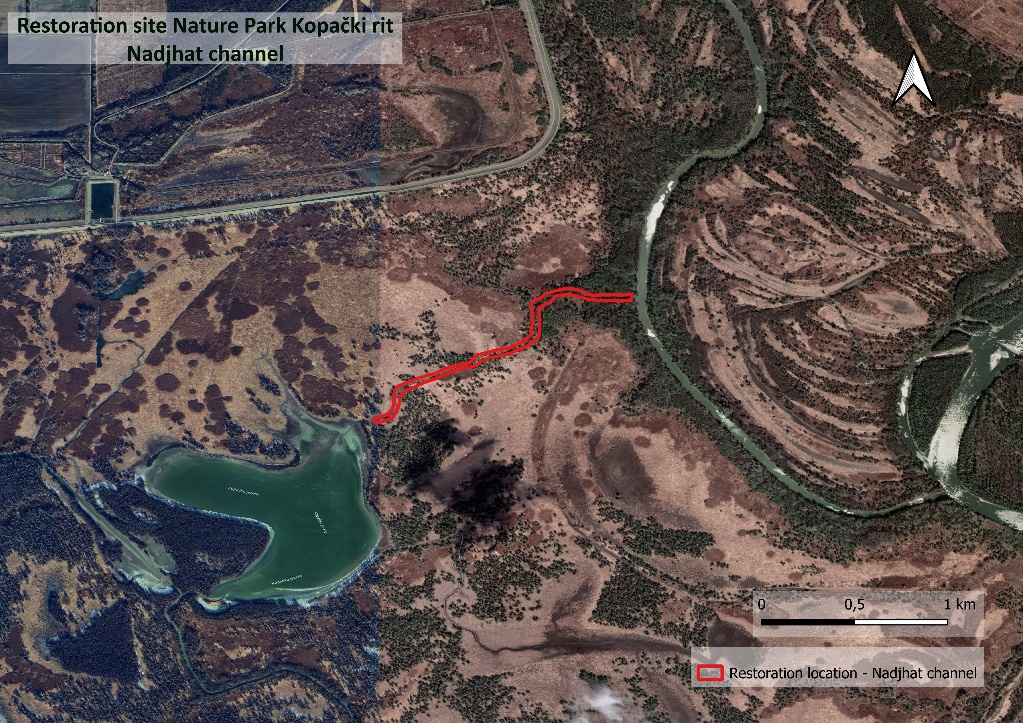 Restoration site Nature Park Kopački rit
Nadjhat channel
0 0,5 1 km
Restoration location - Nadjhat channel